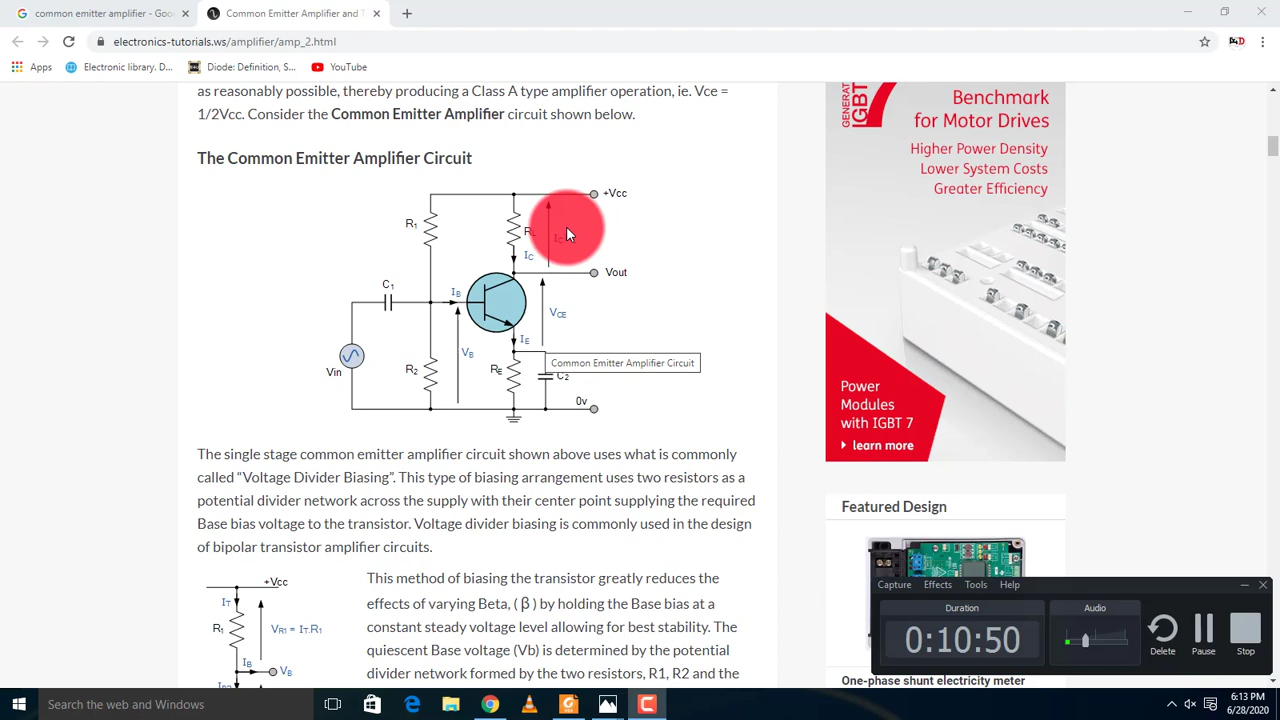 common emitter amplifier - Goo
Common Emitter Amplifier and
electronics-tutorials.ws/amplifier/amp_2.html
Apps
Electronic library. D...
Diode: Definition, S...
YouTube
as reasonably possible, thereby producing a Class A type amplifier operation, ie. Vce =
1/2Vcc. Consider the Common Emitter Amplifier circuit shown below.
The Common Emitter Amplifier Circuit
+Vcc
R1
RL
IC
Vout
C1
IB
VCE
IE
VB
Vin
R2
RE
Common Emitter Amplifier Circuit
C2
0v
The single stage common emitter amplifier circuit shown above uses what is commonly
called “Voltage Divider Biasing”. This type of biasing arrangement uses two resistors as a
potential divider network across the supply with their center point supplying the required
Base bias voltage to the transistor. Voltage divider biasing is commonly used in the design
of bipolar transistor amplifier circuits.
+Vcc
IT
R1
VR1 = IT.R1
IB
VB
This method of biasing the transistor greatly reduces the
effects of varying Beta, ( β ) by holding the Base bias at a
constant steady voltage level allowing for best stability. The
quiescent Base voltage (Vb) is determined by the potential
divider network formed by the two resistors, R1, R2 and the
GENERAT
IGBT
Benchmark
for Motor Drives
Higher Power Density
Lower System Costs
Greater Efficiency
Power
Modules
with IGBT 7
learn more
Featured Design
One-phase shunt electricity meter
Capture Effects Tools Help
Duration
0:10:50
Audio
Delete
Pause
Stop
Search the web and Windows
6:13 PM
6/28/2020